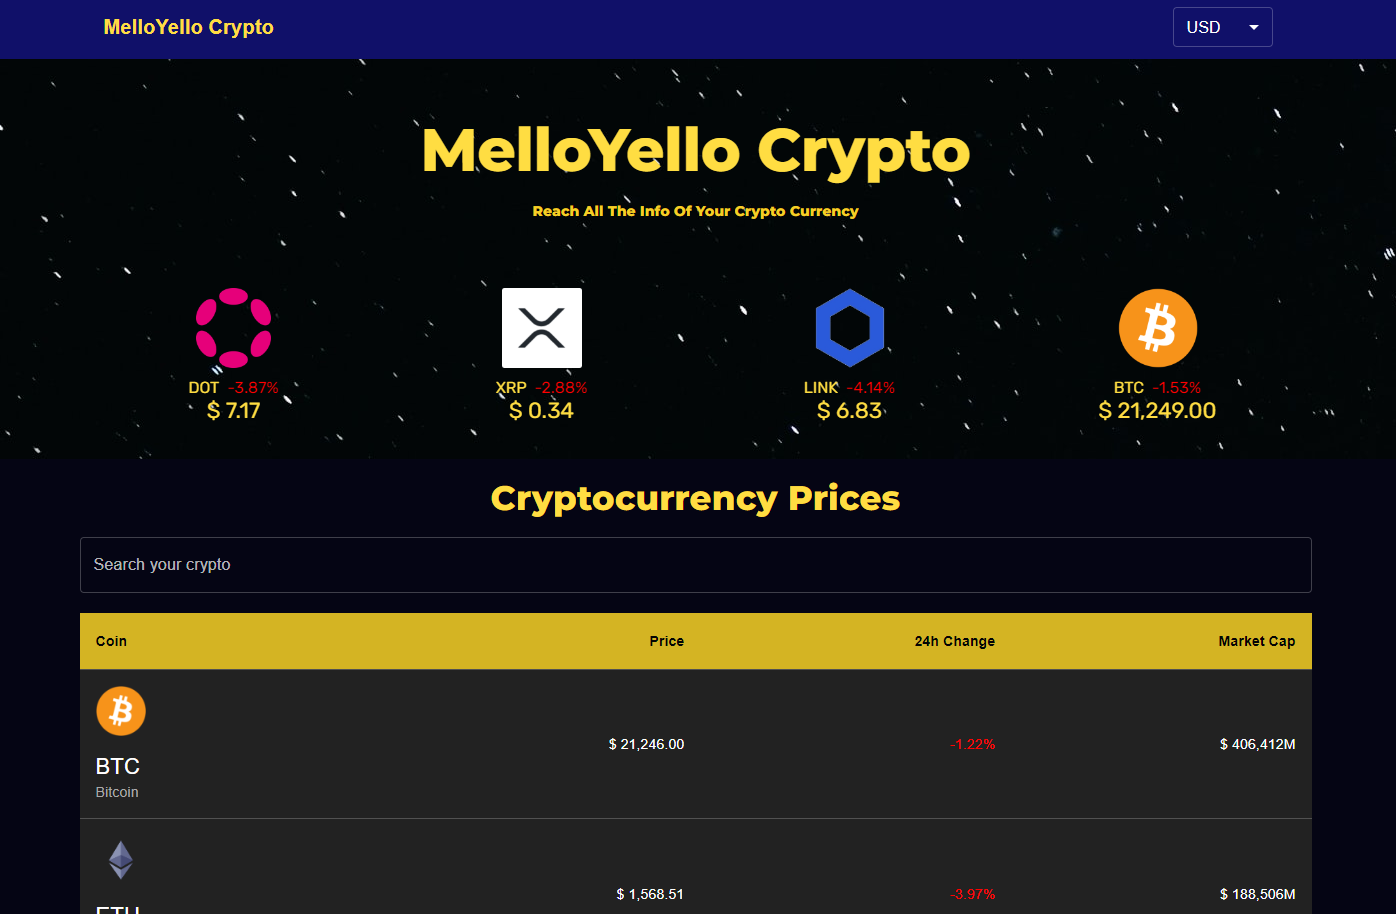 MelloYello Crypto
USD
MelloYello Crypto
Reach All The Info Of Your Crypto Currency
DOT -3.87%
$ 7.17
XRP -2.88%
$ 0.34
LINK -4.14%
$ 6.83
BTC -1.53%
$ 21,249.00
Cryptocurrency Prices
Search your crypto
Coin Price 24h Change Market Cap
BTC
Bitcoin
$ 21,246.00 -1.22% $ 406,412M
ETH
$ 1,568.51 -3.97% $ 188,506M